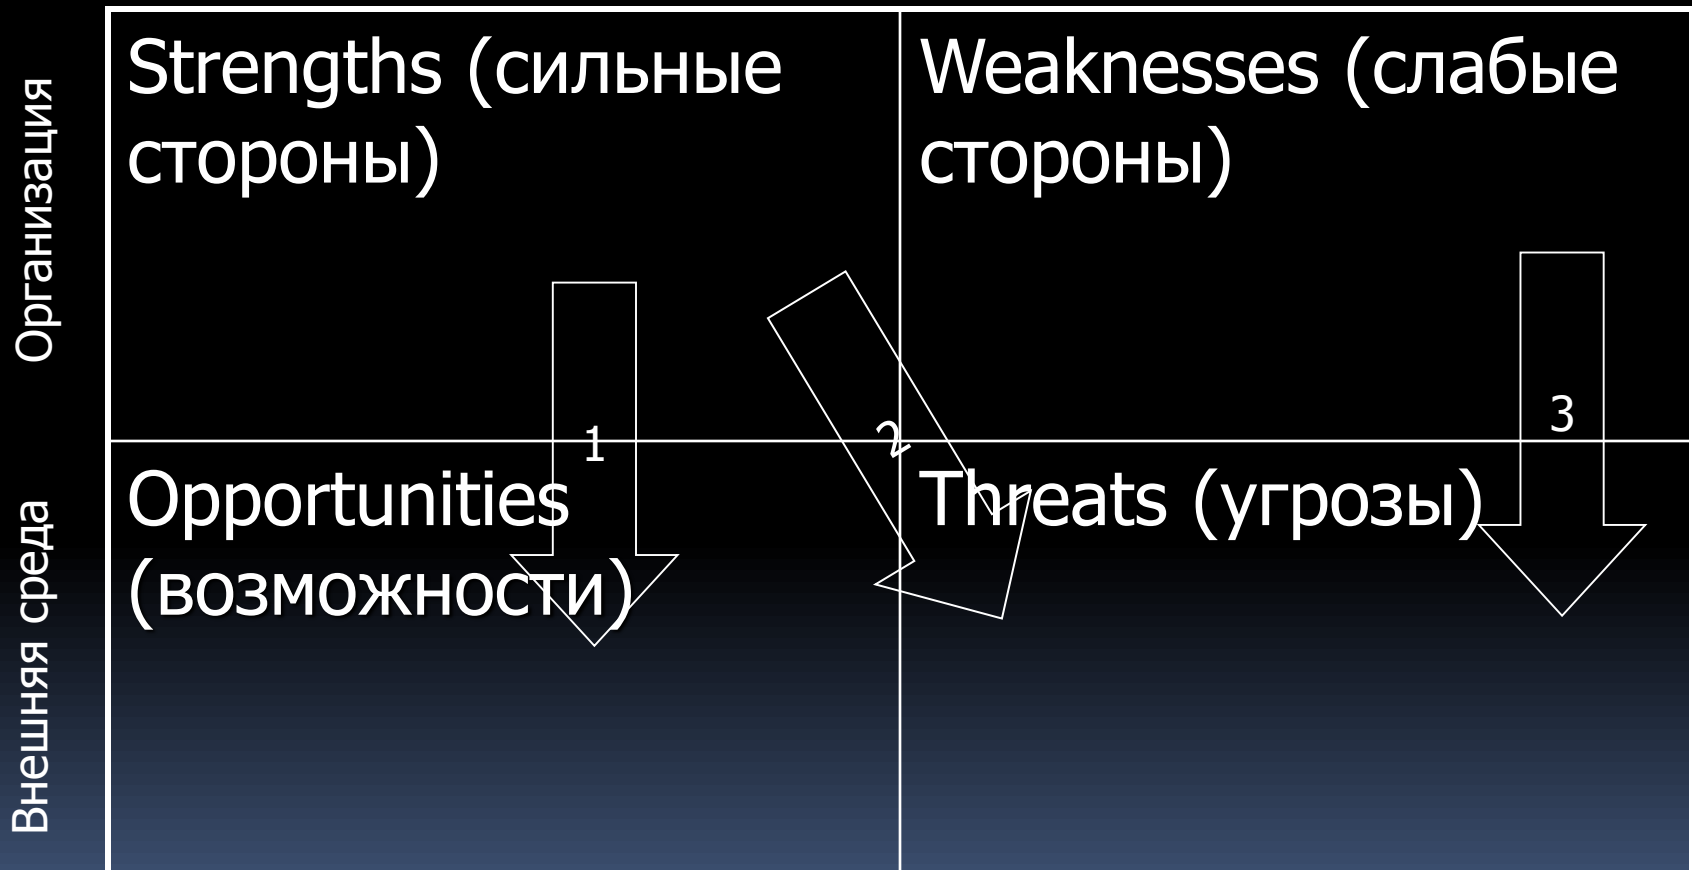 Организация
Strengths (сильные
стороны)
Weaknesses (слабые
стороны)
1
2
3
Внешняя среда
Opportunities
(возможности)
Threats (угрозы)